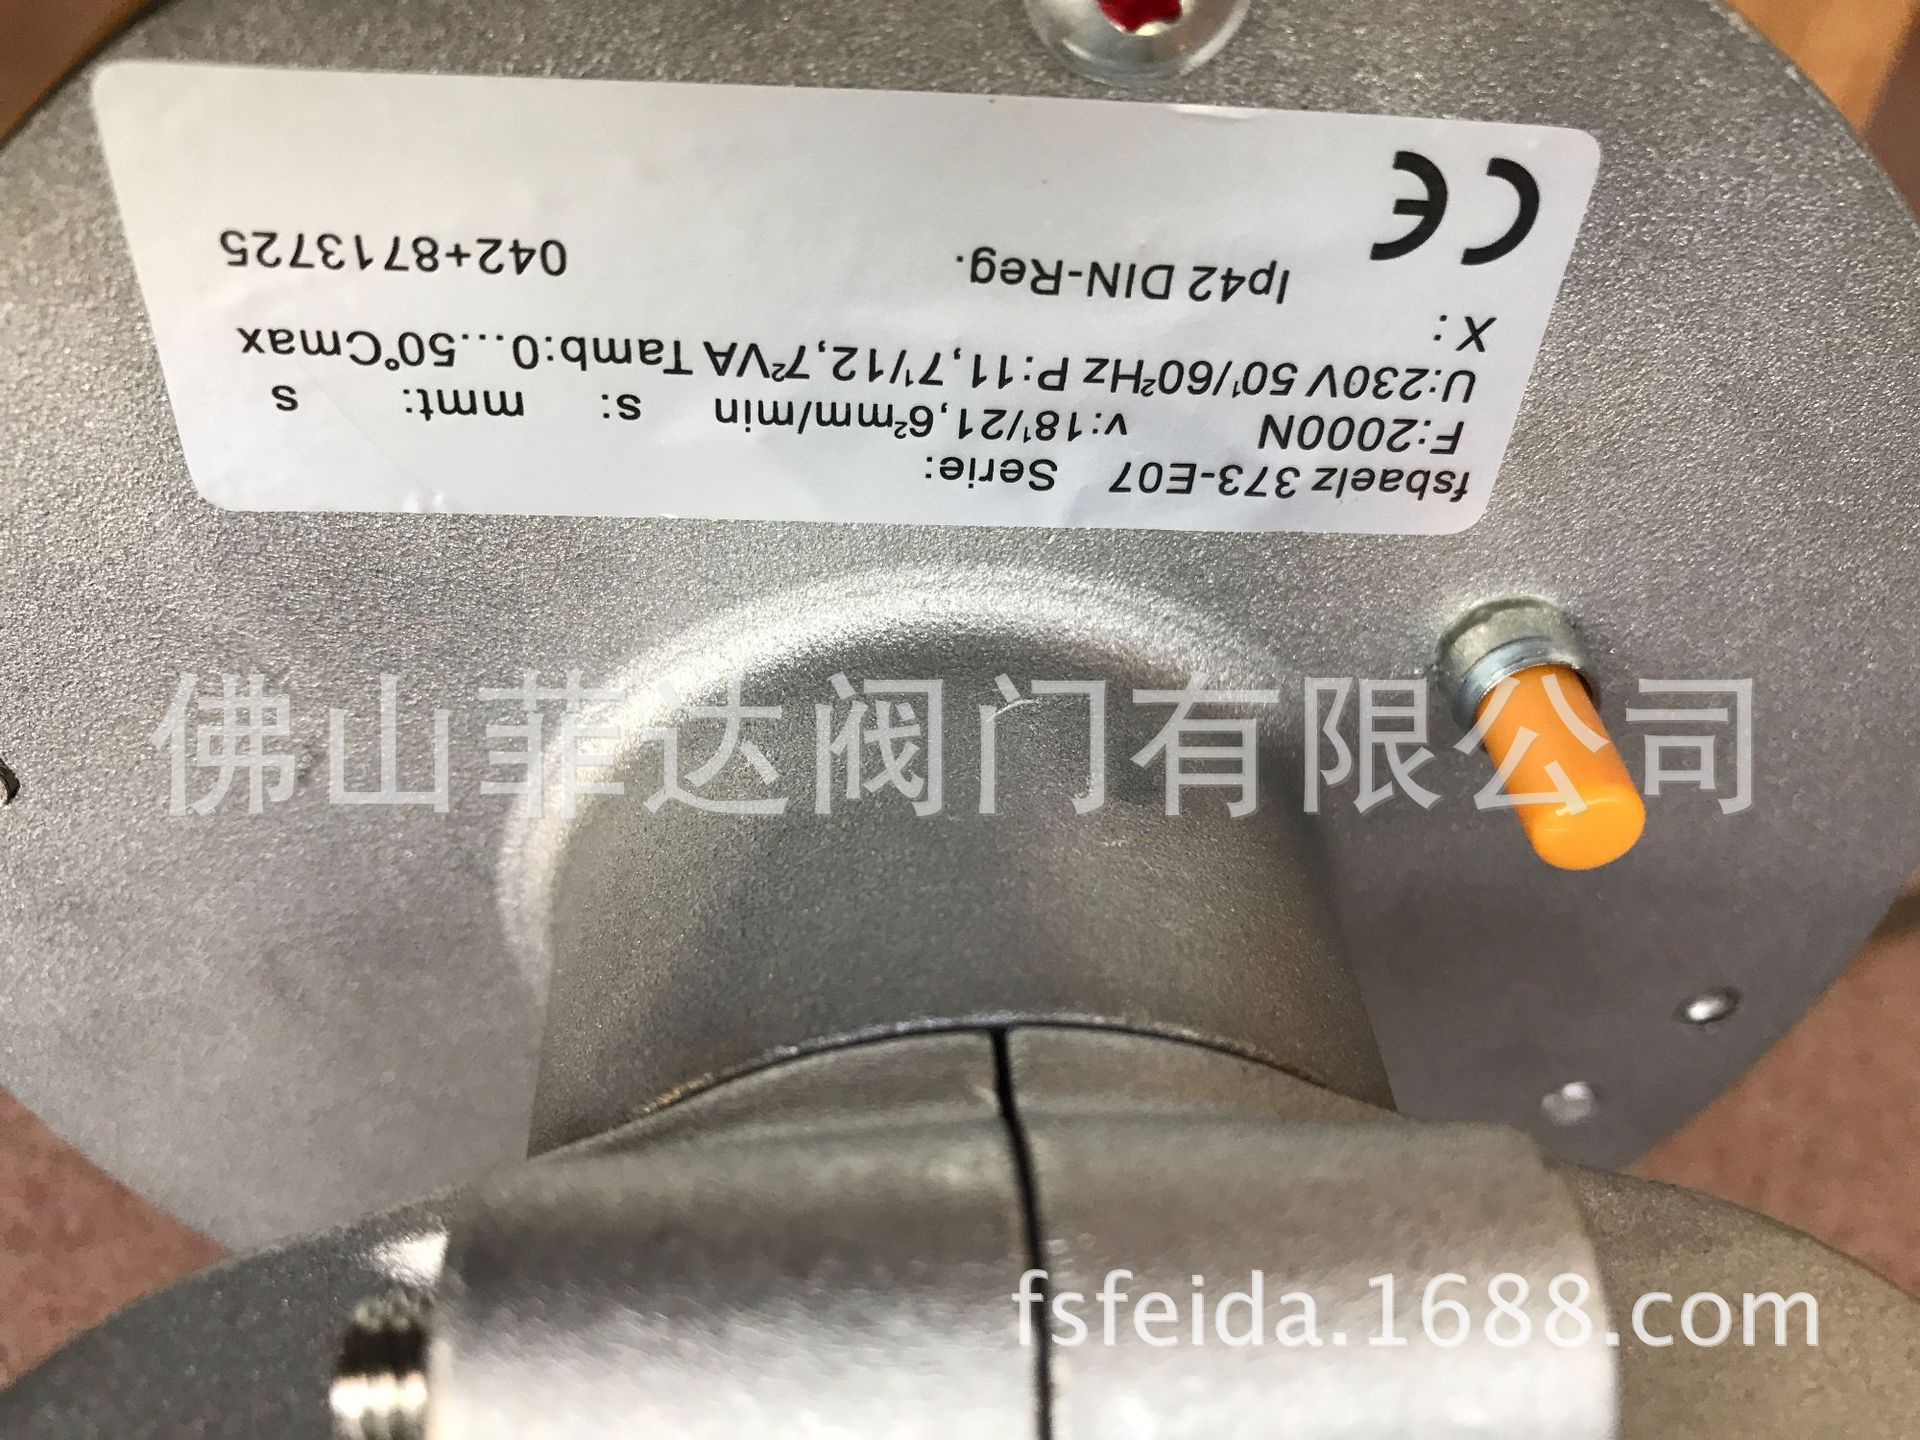 fsbaelz 373-E07 Serie:
F:2000N v:18¹/21,6²mm/min s: mmt: s
U:230V 50¹/60²Hz P:11,7¹/12,7²VA Tamb:0...50°Cmax
X:
Ip42 DIN-Reg. 042+8713725
CE
佛山菲达阀门有限公司
fsfeida.1688.com